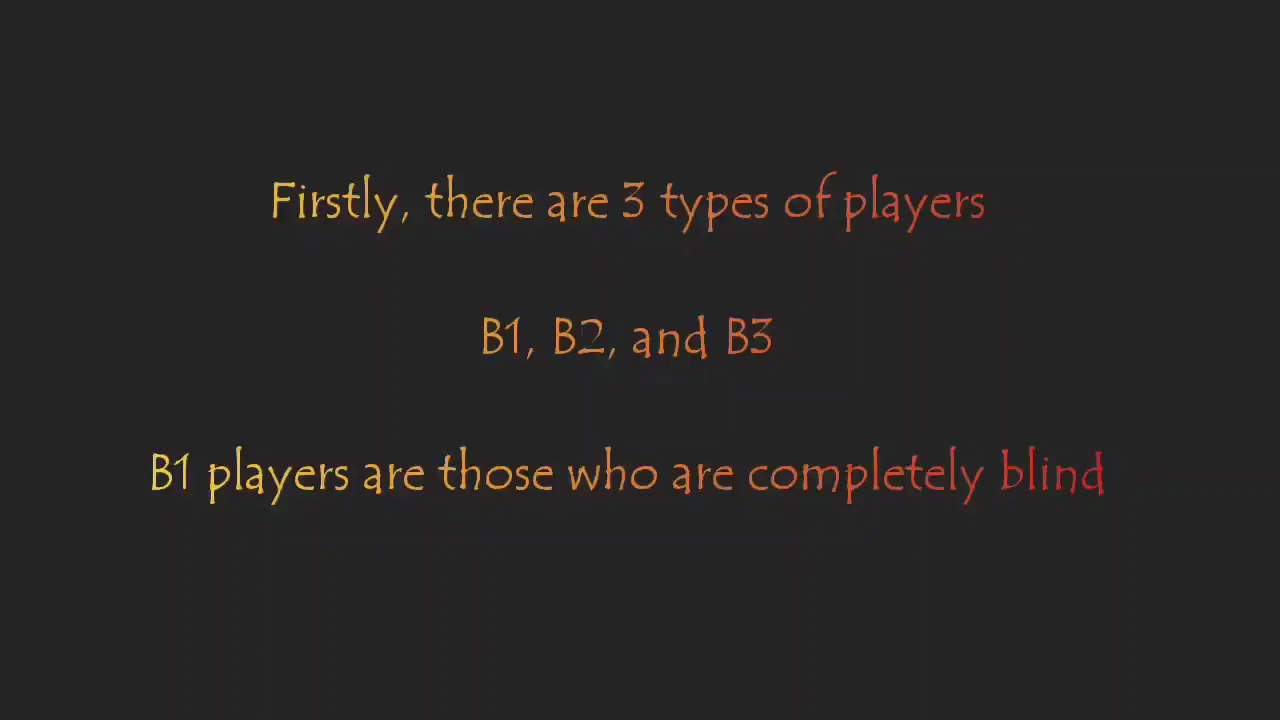 Firstly, there are 3 types of players
B1, B2, and B3
B1 players are those who are completely blind